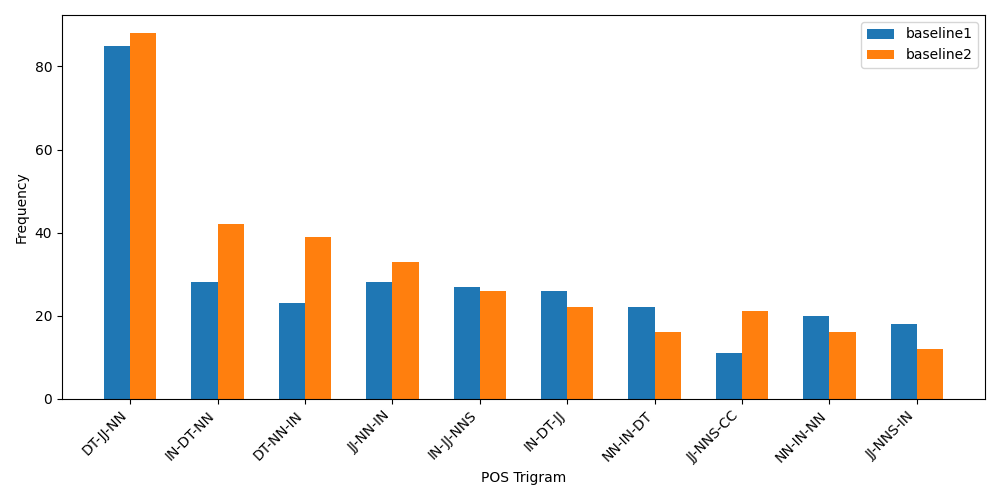 baseline1
baseline2
Frequency
80
60
40
20
0
DT-JJ-NN
IN-DT-NN
DT-NN-IN
JJ-NN-IN
IN-JJ-NNS
IN-DT-JJ
NN-IN-DT
JJ-NNS-CC
NN-IN-NN
JJ-NNS-IN
POS Trigram